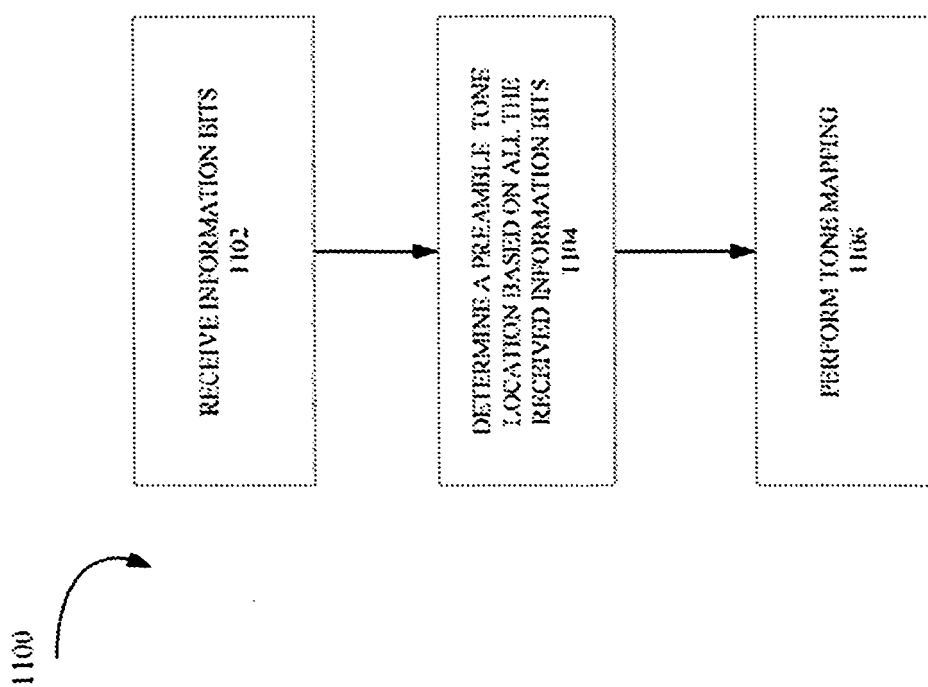 1100
RECEIVE INFORMATION BITS
1102
DETERMINE A PREAMBLE TONE
LOCATION BASED ON ALL THE
RECEIVED INFORMATION BITS
1104
PERFORM TONE MAPPING
1106